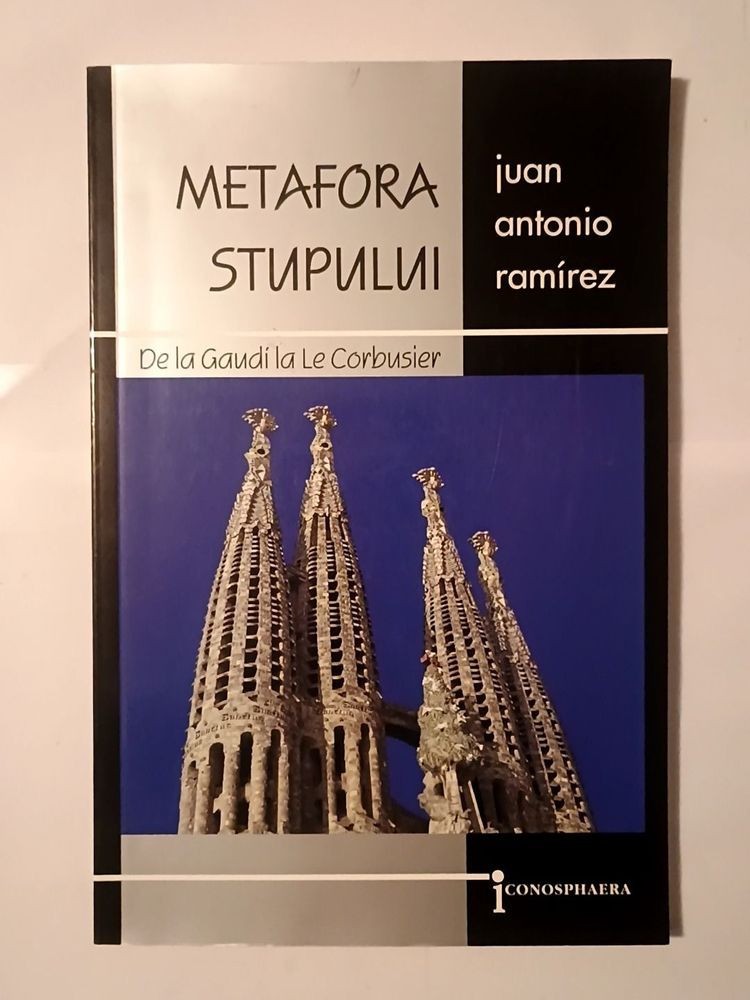 METAFORA
STUPULUI
juan
antonio
ramírez
De la Gaudí la Le Corbusier
iCONOSPHAERA